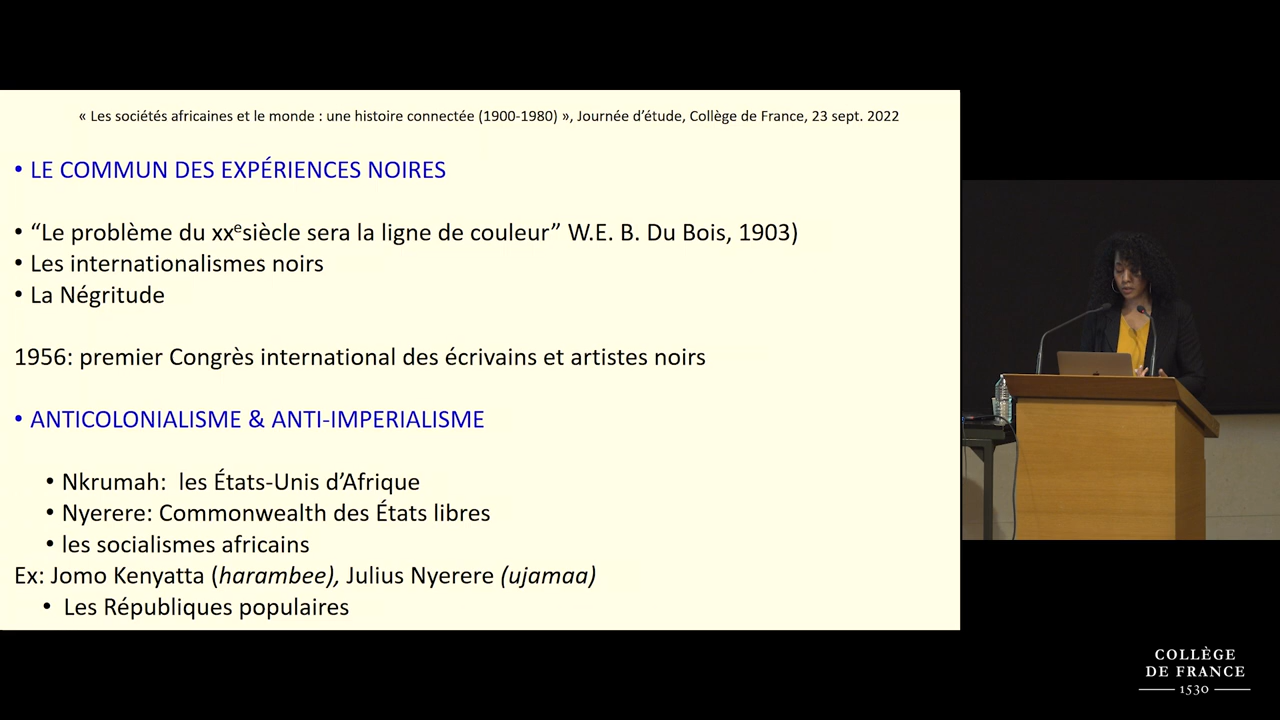 « Les sociétés africaines et le monde : une histoire connectée (1900-1980) », Journée d’étude, Collège de France, 23 sept. 2022
• LE COMMUN DES EXPÉRIENCES NOIRES
• “Le problème du xxᵉsiècle sera la ligne de couleur” W.E. B. Du Bois, 1903)
• Les internationalismes noirs
• La Négritude
1956: premier Congrès international des écrivains et artistes noirs
• ANTICOLONIALISME & ANTI-IMPERIALISME
• Nkrumah: les États-Unis d’Afrique
• Nyerere: Commonwealth des États libres
• les socialismes africains
Ex: Jomo Kenyatta (harambee), Julius Nyerere (ujamaa)
• Les Républiques populaires
COLLÈGE
DE FRANCE
1530